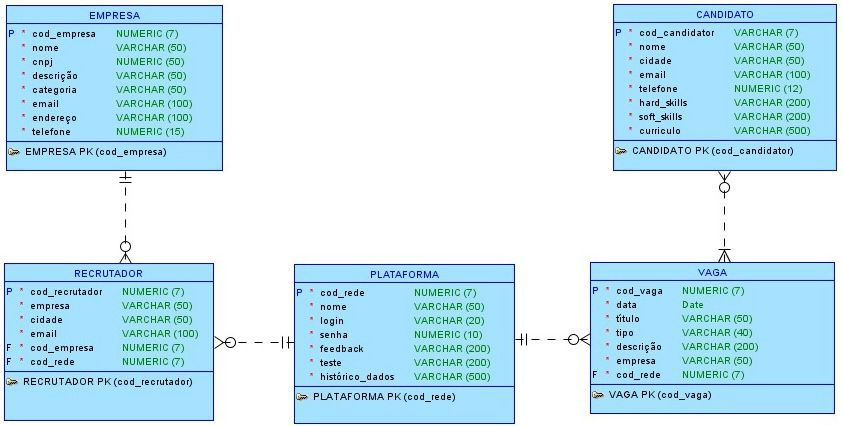 EMPRESA
P * cod_empresa NUMERIC (7)
* nome VARCHAR (50)
* cnpj NUMERIC (50)
* descrição VARCHAR (50)
* categoria VARCHAR (50)
* email VARCHAR (100)
* endereço VARCHAR (100)
* telefone NUMERIC (15)
EMPRESA PK (cod_empresa)
CANDIDATO
P * cod_candidator VARCHAR (7)
* nome VARCHAR (50)
* cidade VARCHAR (50)
* email VARCHAR (100)
* telefone NUMERIC (12)
* hard_skills VARCHAR (200)
* soft_skills VARCHAR (200)
* curriculo VARCHAR (500)
CANDIDATO PK (cod_candidator)
RECRUTADOR
P * cod_recrutador NUMERIC (7)
* empresa VARCHAR (50)
* cidade VARCHAR (50)
* email VARCHAR (100)
F * cod_empresa NUMERIC (7)
F * cod_rede NUMERIC (7)
RECRUTADOR PK (cod_recrutador)
PLATAFORMA
P * cod_rede NUMERIC (7)
* nome VARCHAR (50)
* login VARCHAR (20)
* senha NUMERIC (10)
* feedback VARCHAR (200)
* teste VARCHAR (200)
* histórico_dados VARCHAR (500)
PLATAFORMA PK (cod_rede)
VAGA
P * cod_vaga NUMERIC (7)
* data Date
* título VARCHAR (50)
* tipo VARCHAR (40)
* descrição VARCHAR (200)
* empresa VARCHAR (50)
F * cod_rede NUMERIC (7)
VAGA PK (cod_vaga)